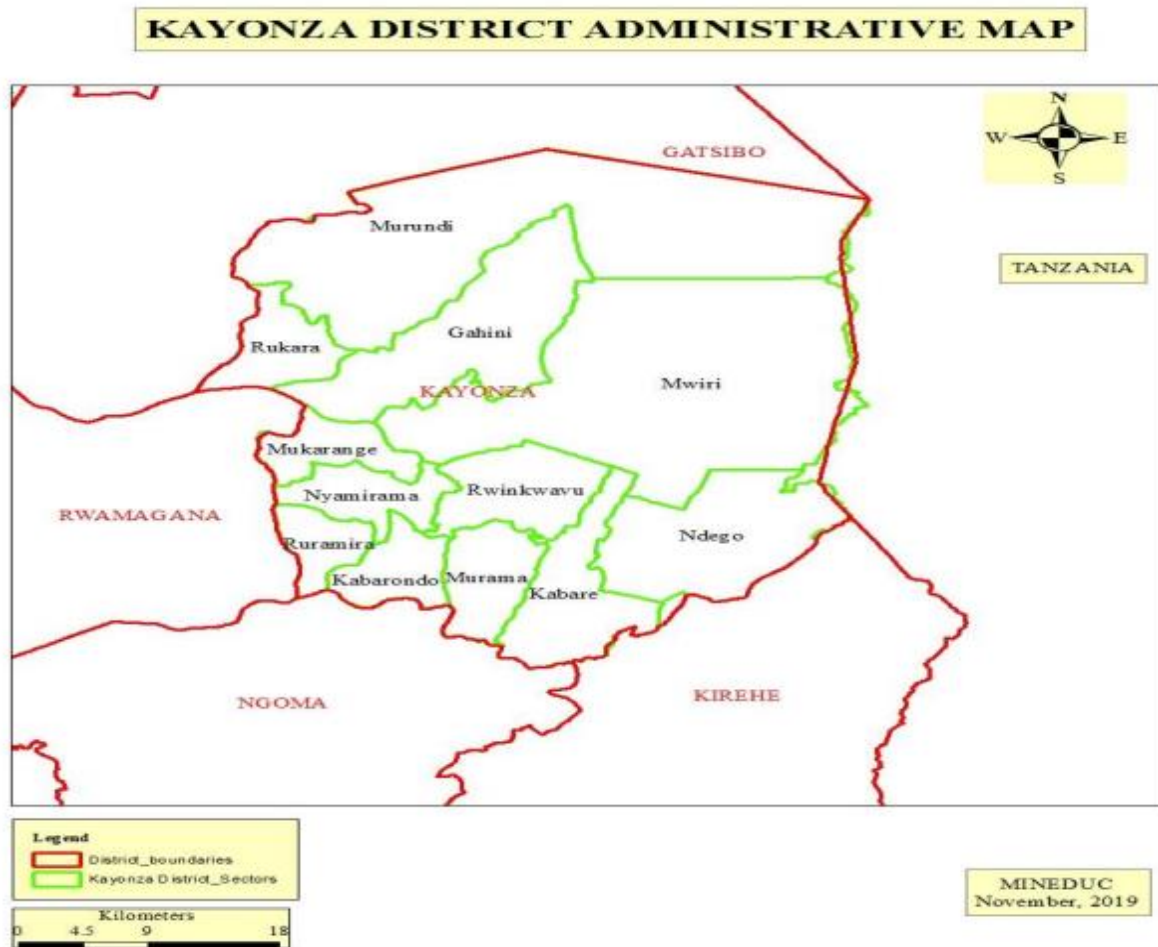 KAYONZA DISTRICT ADMINISTRATIVE MAP
N
W E
S
GATSIBO
Murundi
TANZANIA
Gahini
Rukara
Mwiri
KAYONZA
Mukarange
Nyamirama
Rwinkwavu
RWAMAGANA
Ndego
Ruramira
Kabarondo
Murama
Kabare
NGOMA
KIREHE
Legend
District_boundaries
Kayonza District_Sectors
Kilometers
0 4.5 9 18
MINEDUC
November, 2019